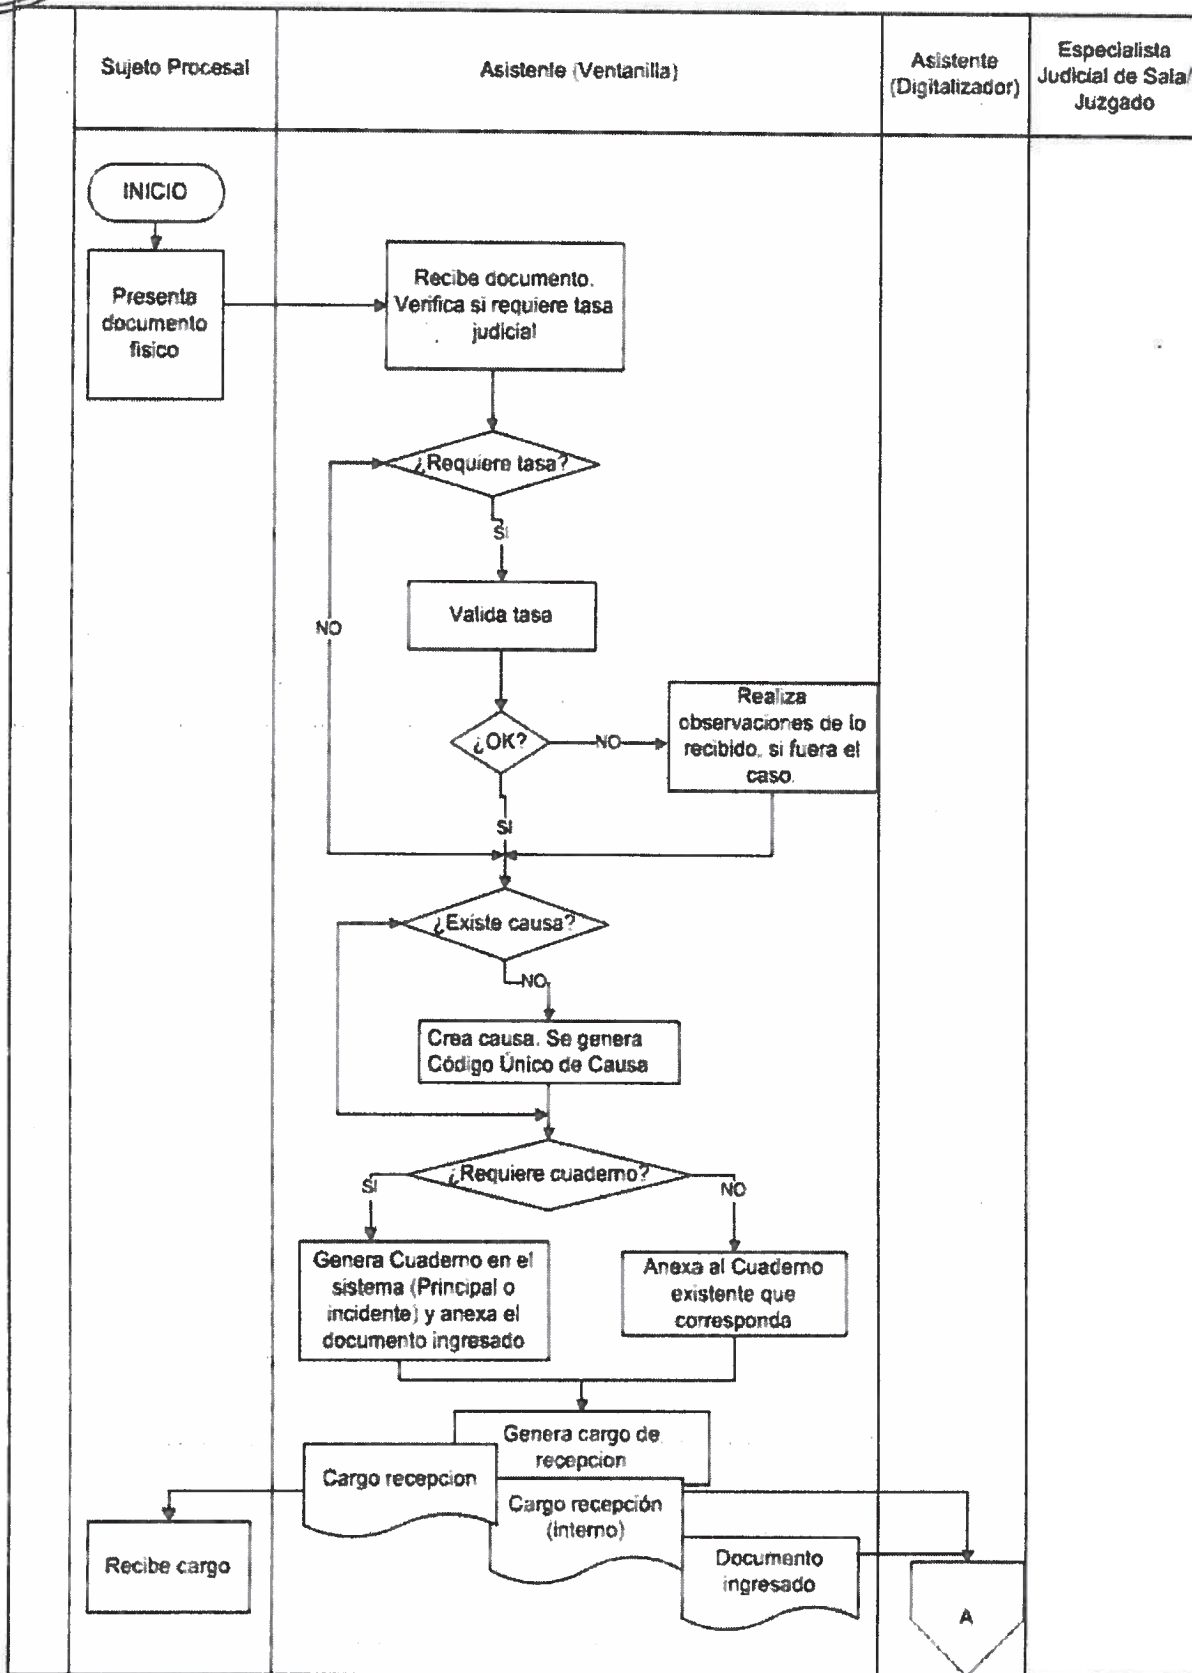 Sujeto Procesal
Asistente (Ventanilla)
Asistente
(Digitalizador)
Especialista
Judicial de Sala/
Juzgado
INICIO
Presenta
documento
fisico
Recibe documento.
Verifica si requiere tasa
judicial
¿Requiere tasa?
SI
NO
Valida tasa
¿OK?
NO
Realiza
observaciones de lo
recibido, si fuera el
caso.
SI
¿Existe causa?
NO
Crea causa. Se genera
Código Único de Causa
¿Requiere cuaderno?
SI
NO
Genera Cuaderno en el
sistema (Principal o
incidente) y anexa el
documento ingresado
Anexa al Cuaderno
existente que
corresponda
Genera cargo de
recepcion
Cargo recepcion
Cargo recepción
(interno)
Documento
ingresado
Recibe cargo
A